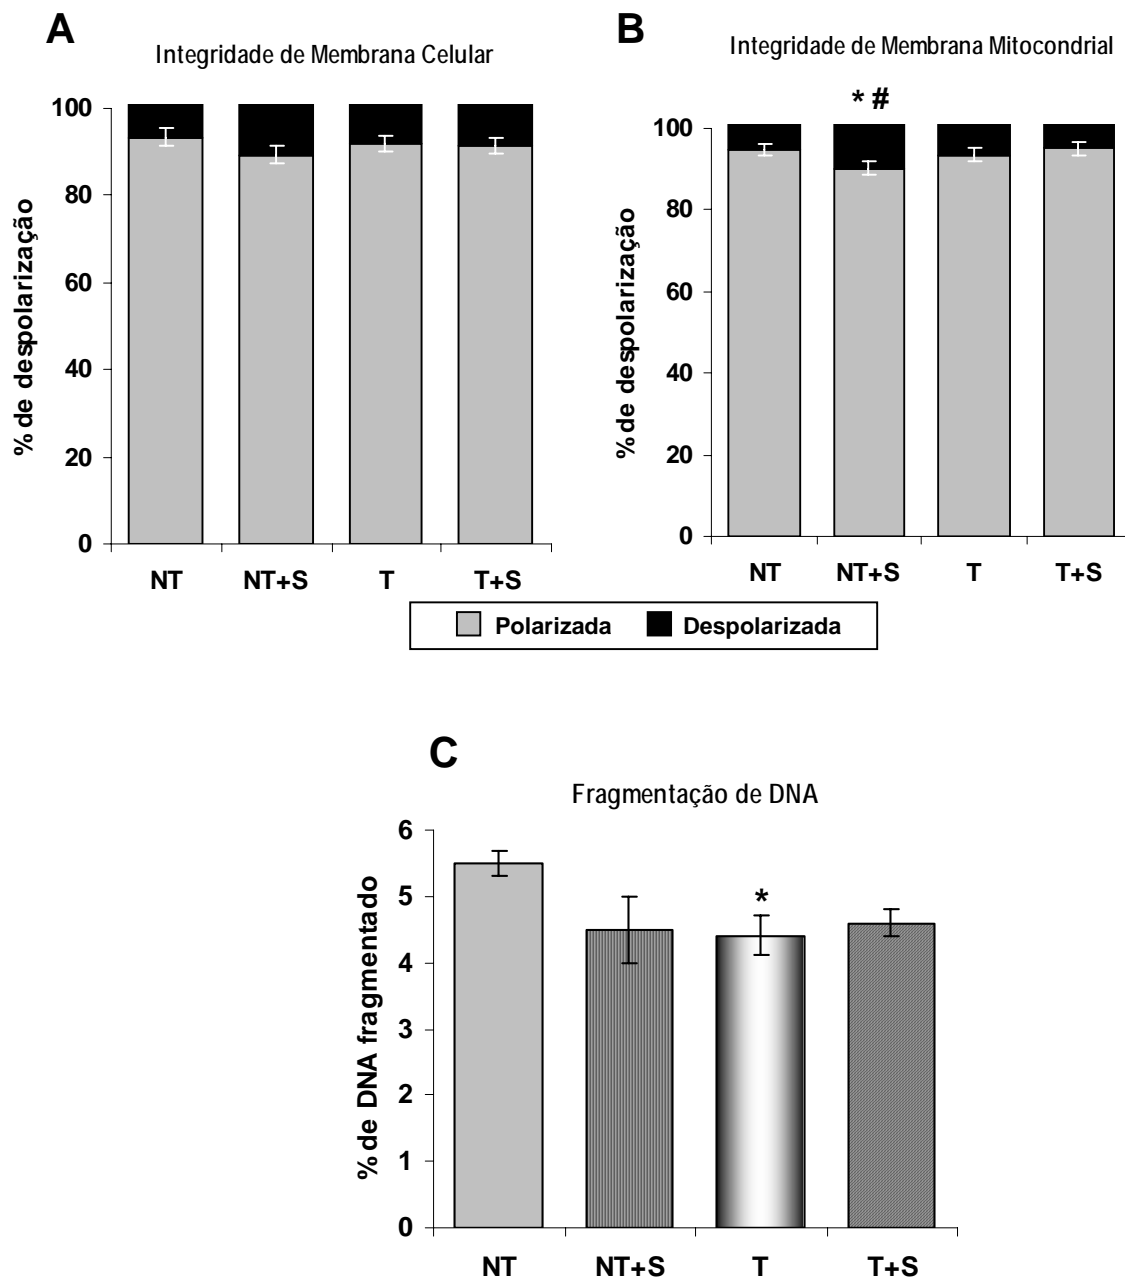 A
Integridade de Membrana Celular
100
80
60
40
20
0
% de despolarização
NT NT+S T T+S
B
Integridade de Membrana Mitocondrial
* #
100
80
60
40
20
0
% de despolarização
NT NT+S T T+S
Polarizada Despolarizada
C
Fragmentação de DNA
6
5
4
3
2
1
0
% de DNA fragmentado
*
NT NT+S T T+S